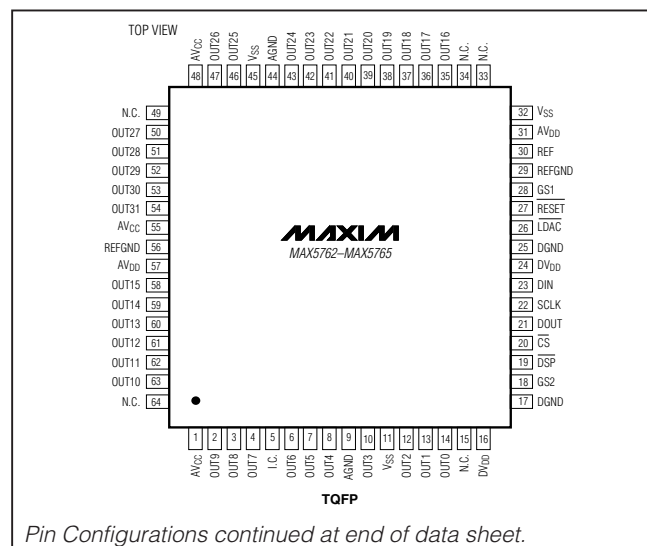 TOP VIEW
AVCC
OUT26
OUT25
VSS
AGND
OUT24
OUT23
OUT22
OUT21
OUT20
OUT19
OUT18
OUT17
OUT16
N.C.
N.C.
48 47 46 45 44 43 42 41 40 39 38 37 36 35 34 33
N.C. 49
OUT27 50
OUT28 51
OUT29 52
OUT30 53
OUT31 54
AVCC 55
REFGND 56
AVDD 57
OUT15 58
OUT14 59
OUT13 60
OUT12 61
OUT11 62
OUT10 63
N.C. 64
MAXIM
MAX5762–MAX5765
32 VSS
31 AVDD
30 REF
29 REFGND
28 GS1
27 RESET
26 LDAC
25 DGND
24 DVDD
23 DIN
22 SCLK
21 DOUT
20 CS
19 DSP
18 GS2
17 DGND
1 2 3 4 5 6 7 8 9 10 11 12 13 14 15 16
AVCC
OUT9
OUT8
OUT7
I.C.
OUT6
OUT5
OUT4
AGND
OUT3
VSS
OUT2
OUT1
OUT0
N.C.
DVDD
TQFP
Pin Configurations continued at end of data sheet.